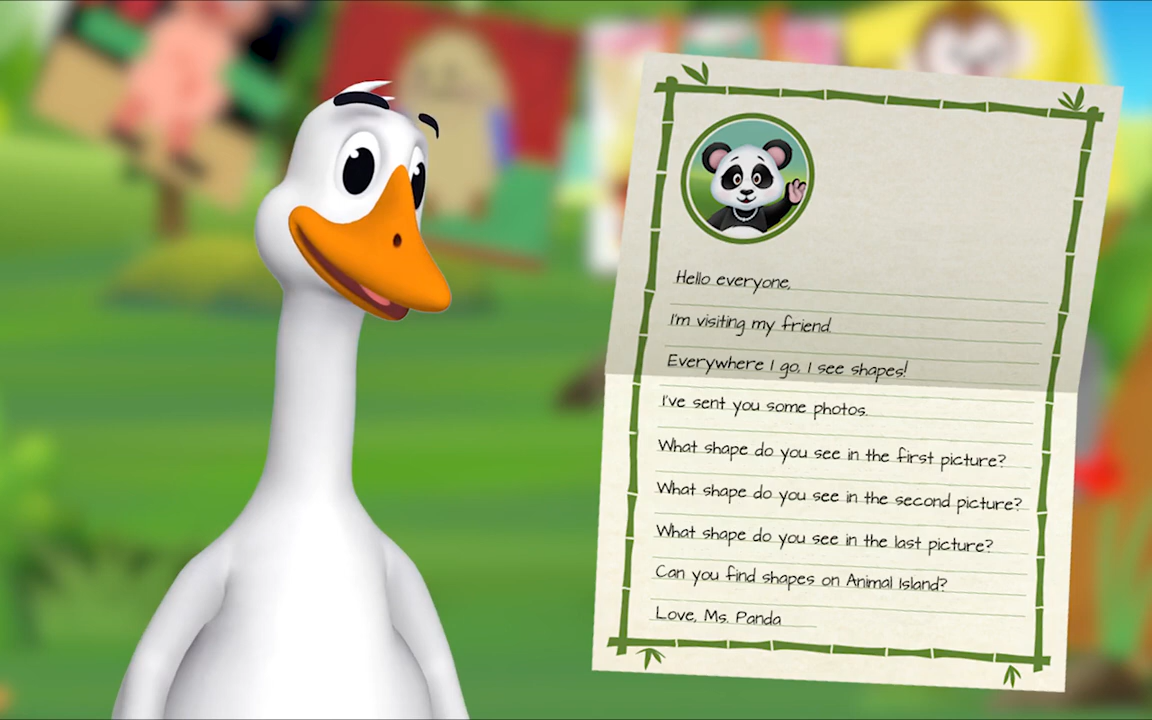 Hello everyone,
I'm visiting my friend.
Everywhere I go, I see shapes!
I've sent you some photos.
What shape do you see in the first picture?
What shape do you see in the second picture?
What shape do you see in the last picture?
Can you find shapes on Animal Island?
Love, Ms. Panda